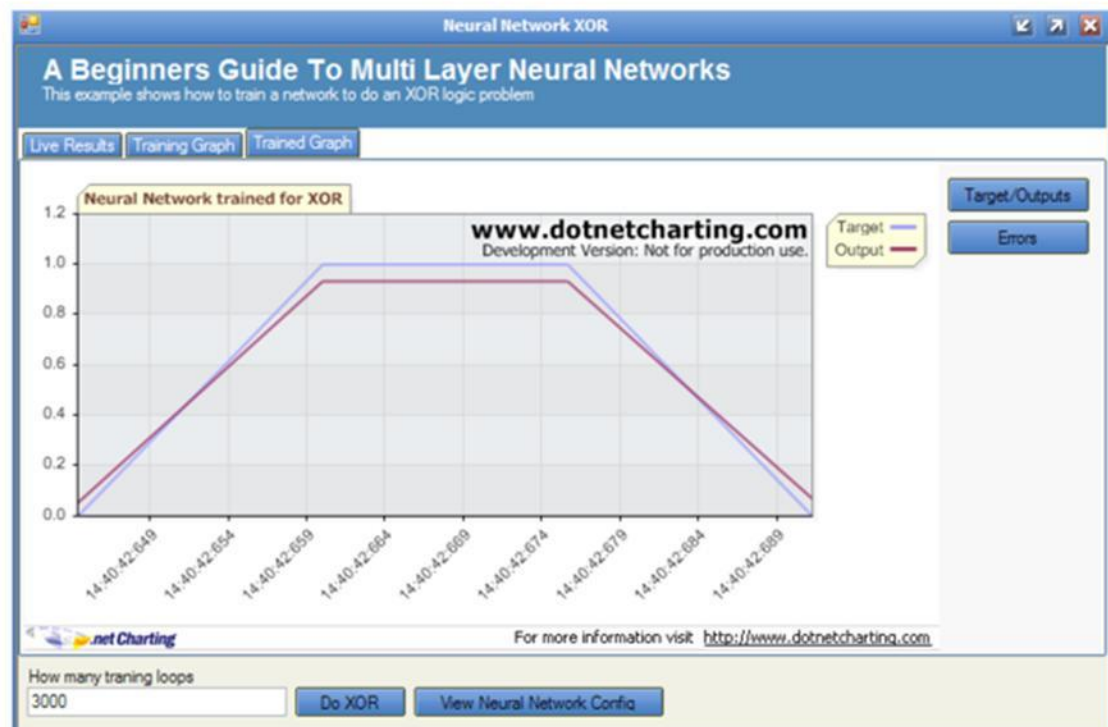 Neural Network XOR
A Beginners Guide To Multi Layer Neural Networks
This example shows how to train a network to do an XOR logic problem
Live Results
Training Graph
Trained Graph
Neural Network trained for XOR
www.dotnetcharting.com
Development Version: Not for production use.
Target
Output
Target/Outputs
Errors
1.2
1.0
0.8
0.6
0.4
0.2
0.0
14:40:42:649
14:40:42:654
14:40:42:659
14:40:42:664
14:40:42:669
14:40:42:674
14:40:42:679
14:40:42:684
14:40:42:689
.net Charting
For more information visit http://www.dotnetcharting.com
How many traning loops
3000
Do XOR
View Neural Network Config